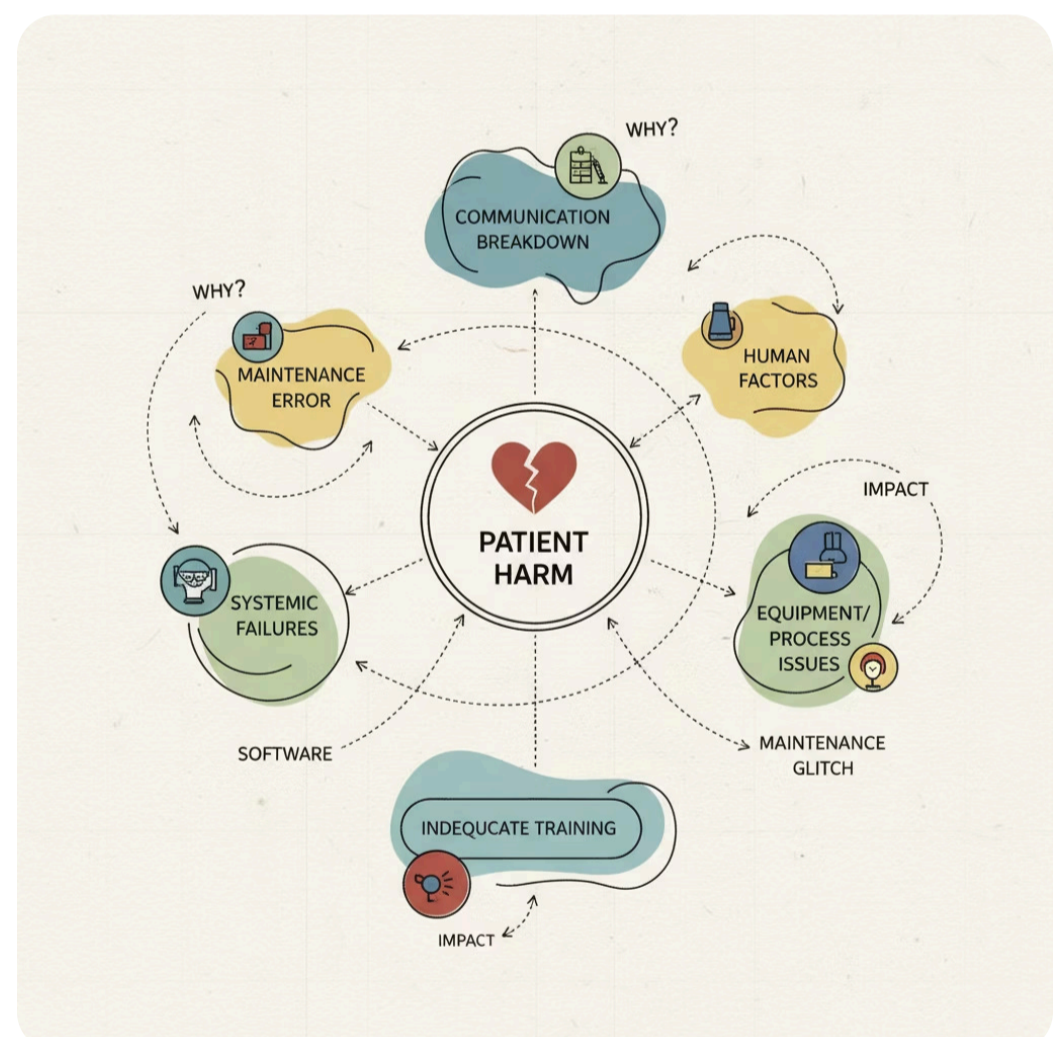 WHY?
COMMUNICATION
BREAKDOWN
WHY?
MAINTENANCE
ERROR
HUMAN
FACTORS
PATIENT
HARM
IMPACT
SYSTEMIC
FAILURES
EQUIPMENT/
PROCESS
ISSUES
SOFTWARE
MAINTENANCE
GLITCH
INDEQUCATE TRAINING
IMPACT